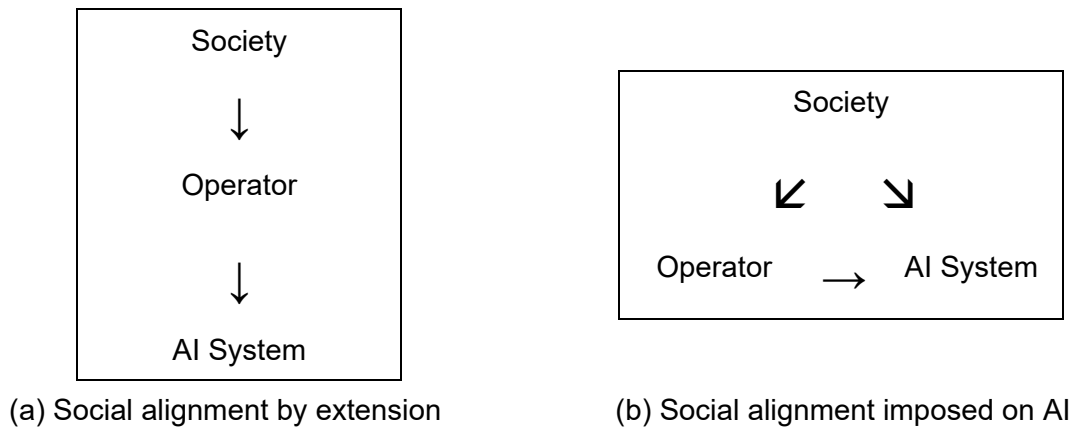 Society
↓
Operator
↓
AI System
(a) Social alignment by extension
Society
↙ ↘
Operator → AI System
(b) Social alignment imposed on AI